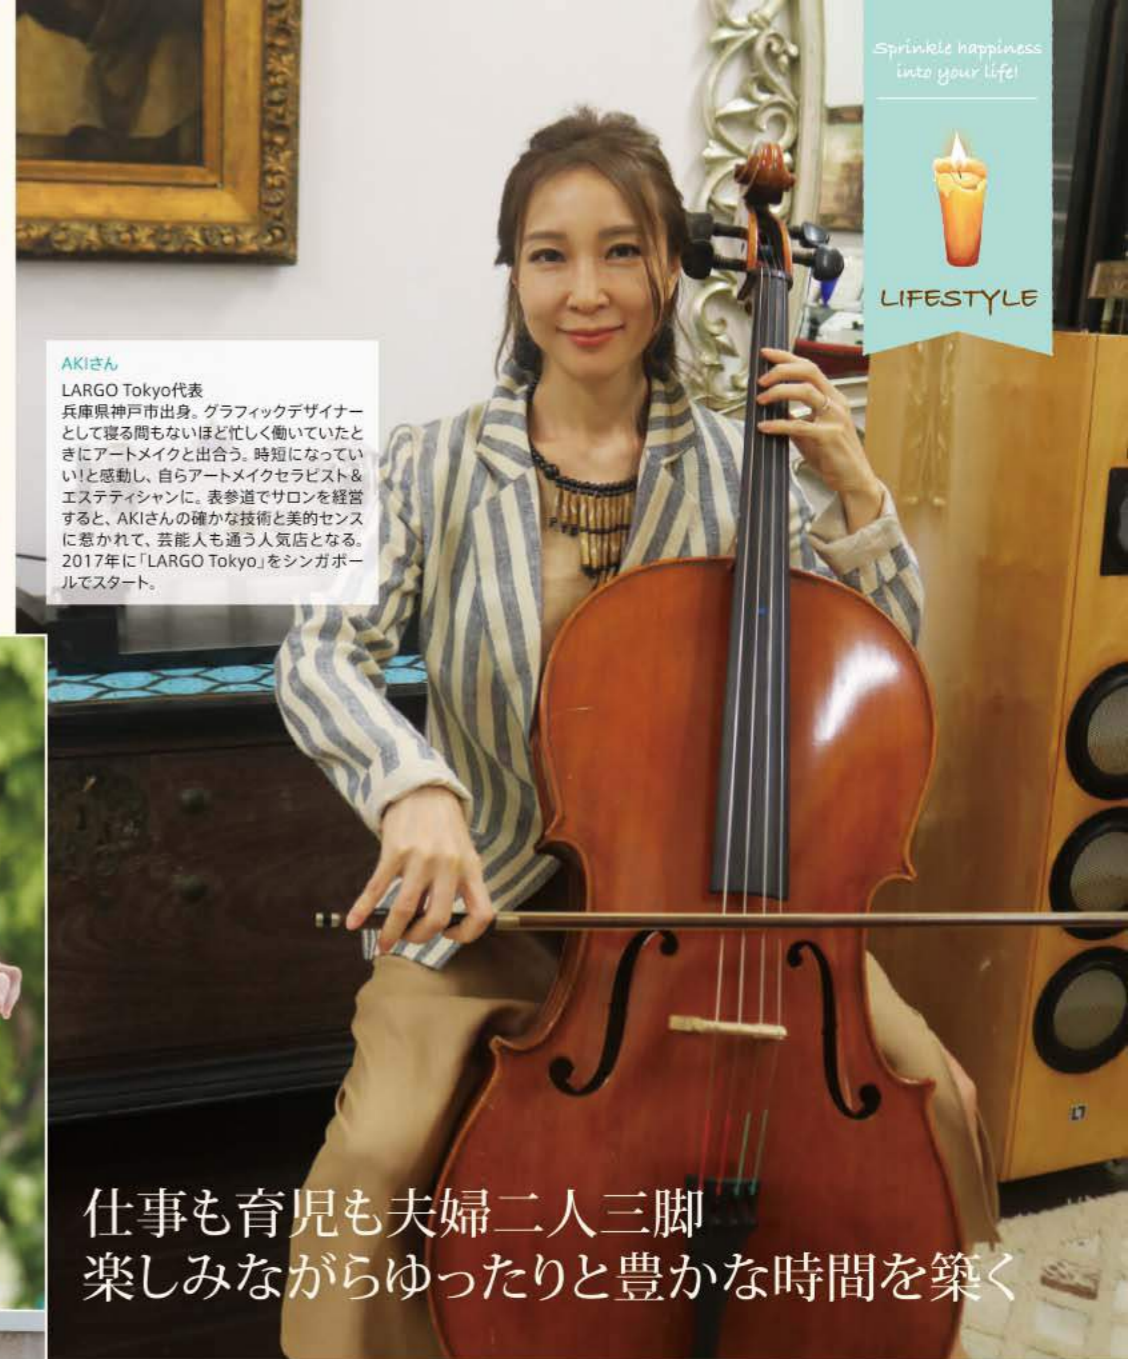 Sprinkle happiness
into your life!
LIFESTYLE
AKIさん
LARGO Tokyo代表
兵庫県神戸市出身。グラフィックデザイナー
として寝る間もないほど忙しく働いていたと
きにアートメイクと出合う。時短になってい
い！と感動し、自らアートメイクセラピスト＆
エステティシャンに。表参道でサロンを経営
すると、AKIさんの確かな技術と美的センス
に惹かれて、芸能人も通う人気店となる。
2017年に「LARGO Tokyo」をシンガポー
ルでスタート。
仕事も育児も夫婦二人三脚
楽しみながらゆったりと豊かな時間を築く